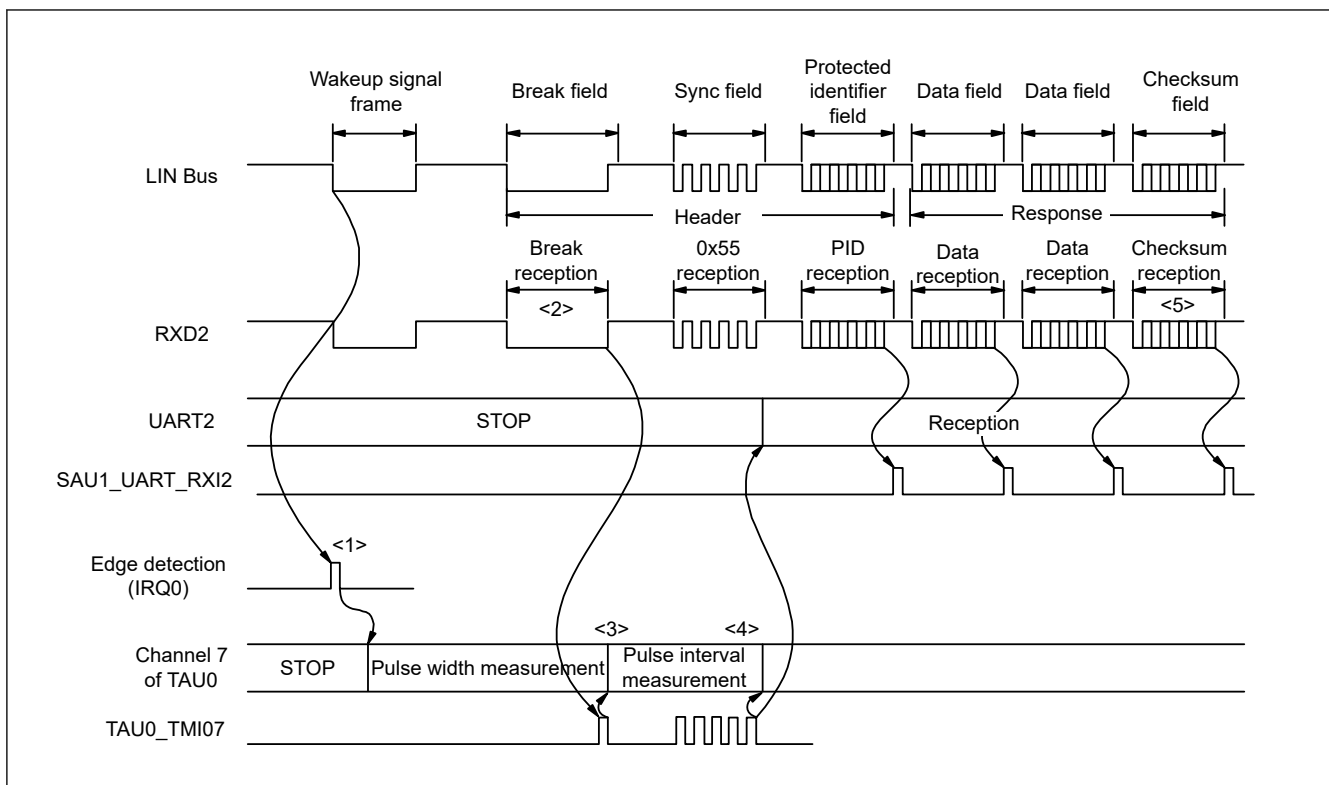 Wakeup signal
frame
Break field
Sync field
Protected
identifier
field
Data field
Data field
Checksum
field
LIN Bus
Header
Response
Break
reception
<2>
0x55
reception
PID
reception
Data
reception
Data
reception
Checksum
reception
<5>
RXD2
UART2
STOP
Reception
SAU1_UART_RXI2
<1>
Edge detection
(IRQ0)
<3>
<4>
Channel 7
of TAU0
STOP
Pulse width measurement
Pulse interval
measurement
TAU0_TMI07